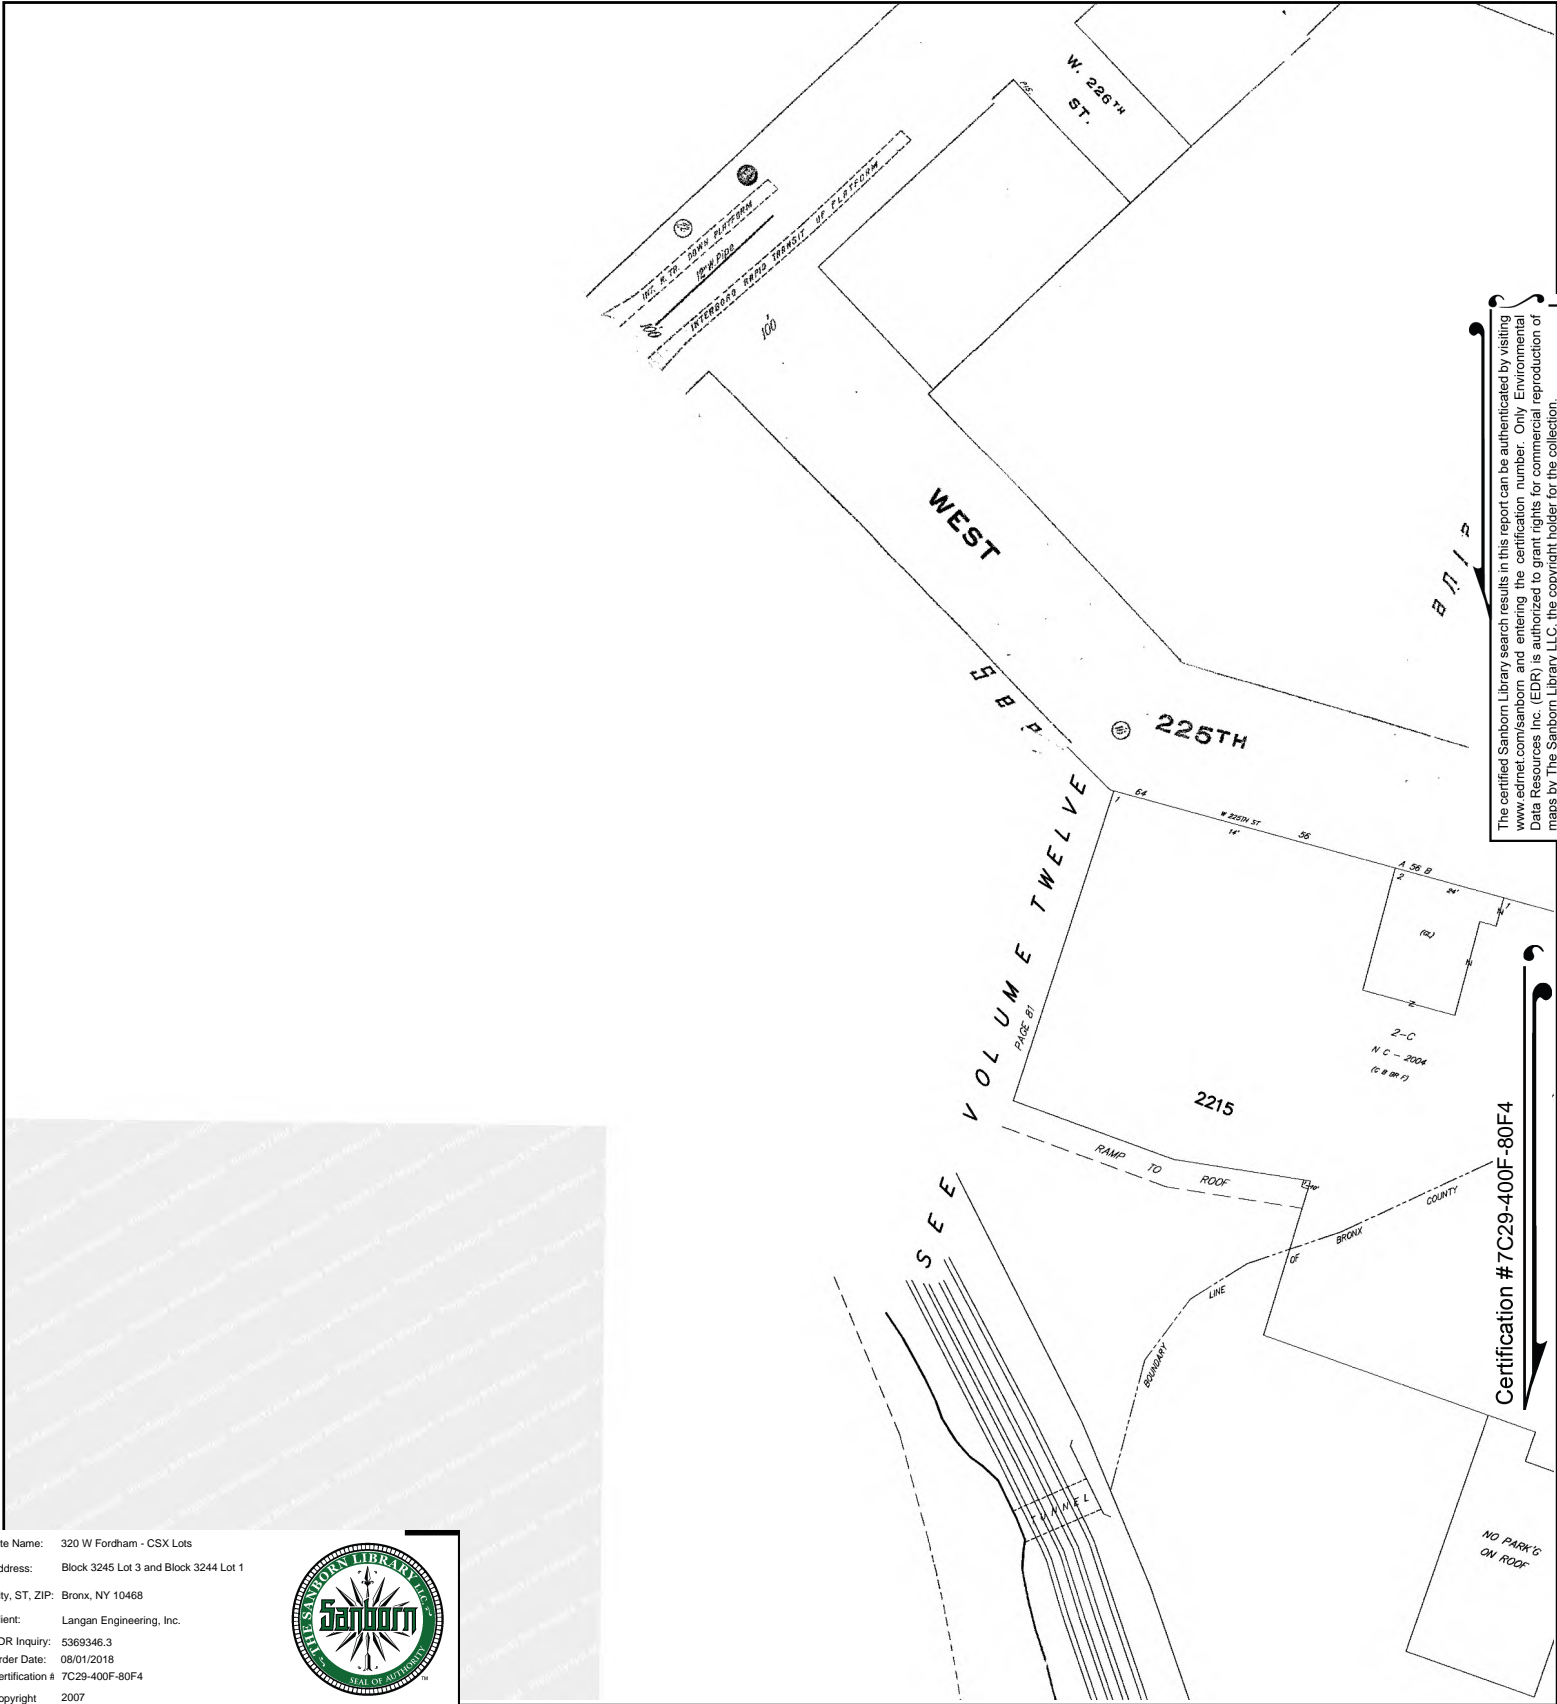 W. 226TH
ST.
INT. R. TR. DOWN PLATFORM
12" W. Pipe
INTERBORO RAPID TRANSIT UP PLATFORM
100
100
WEST
225TH
SEE VOLUME TWELVE
PAGE 81
1
64
W 225TH ST
14'
56
A 56 B
2
24'
1
2-C
N C - 2004
2215
RAMP TO ROOF
BOUNDARY LINE OF BRONX COUNTY
TUNNEL
NO PARK'G
ON ROOF
The certified Sanborn Library search results in this report can be authenticated by visiting
www.edrnet.com/sanborn and entering the certification number. Only Environmental
Data Resources Inc. (EDR) is authorized to grant rights for commercial reproduction of
maps by The Sanborn Library LLC, the copyright holder for the collection.
Certification # 7C29-400F-80F4
te Name: 320 W Fordham - CSX Lots
ddress: Block 3245 Lot 3 and Block 3244 Lot 1
ty, ST, ZIP: Bronx, NY 10468
ient: Langan Engineering, Inc.
DR Inquiry: 5369346.3
rder Date: 08/01/2018
ertification # 7C29-400F-80F4
opyright 2007
THE SANBORN LIBRARY LLC
Sanborn
SEAL OF AUTHORITY
TM